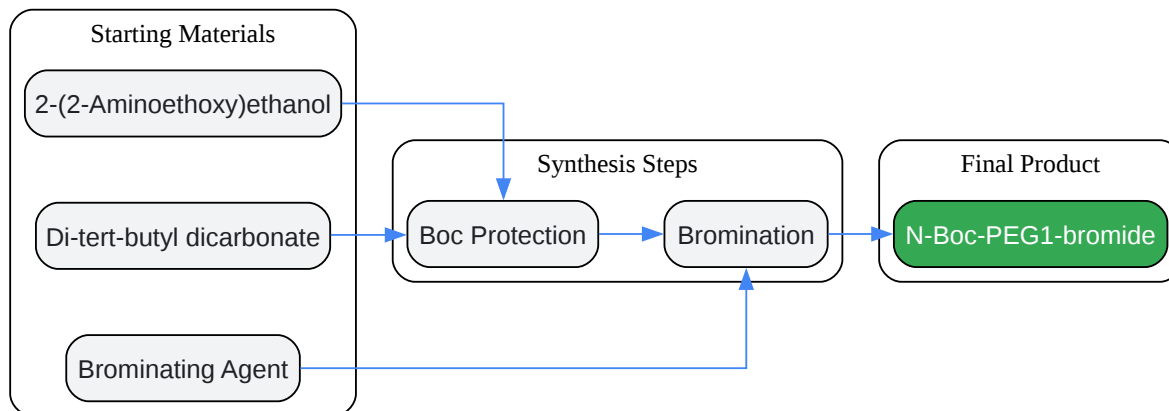 Starting Materials
2-(2-Aminoethoxy)ethanol
Di-tert-butyl dicarbonate
Brominating Agent
Synthesis Steps
Boc Protection
Bromination
Final Product
N-Boc-PEG1-bromide